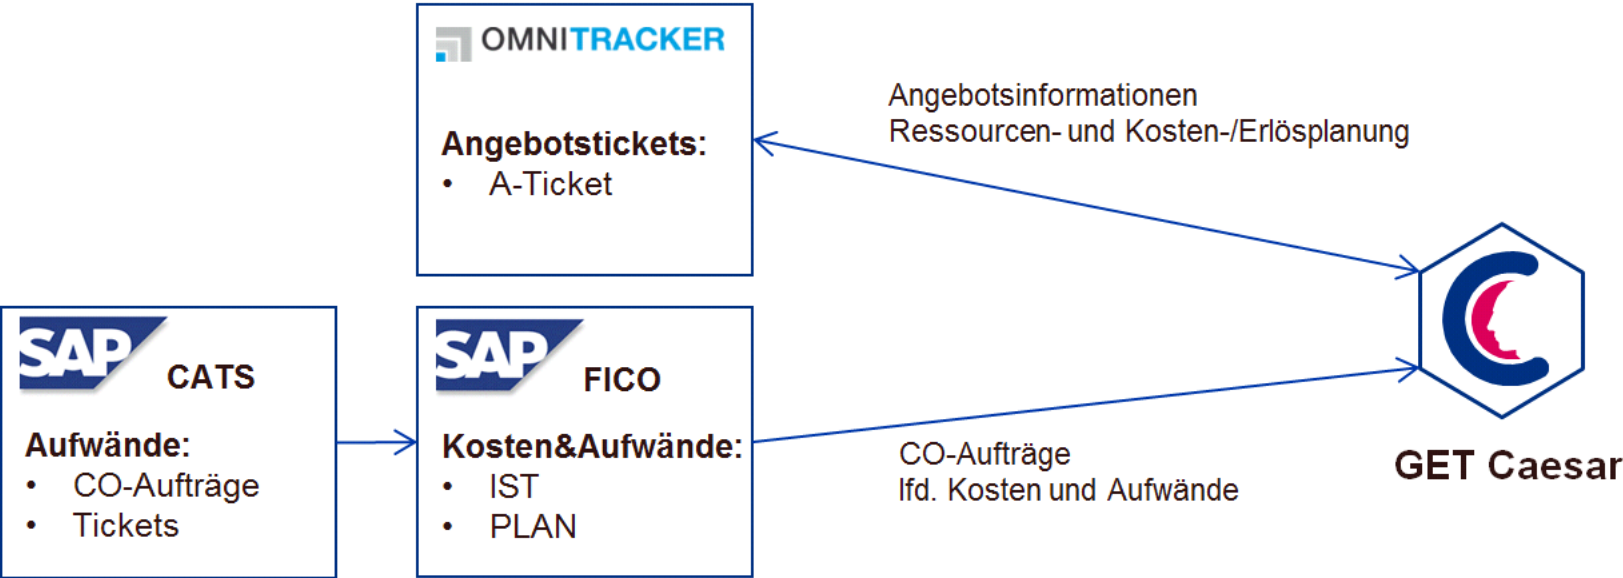 OMNITRACKER
Angebotstickets:
• A-Ticket
Angebotsinformationen
Ressourcen- und Kosten-/Erlösplanung
SAP CATS
Aufwände:
• CO-Aufträge
• Tickets
SAP FICO
Kosten&Aufwände:
• IST
• PLAN
CO-Aufträge
lfd. Kosten und Aufwände
GET Caesar